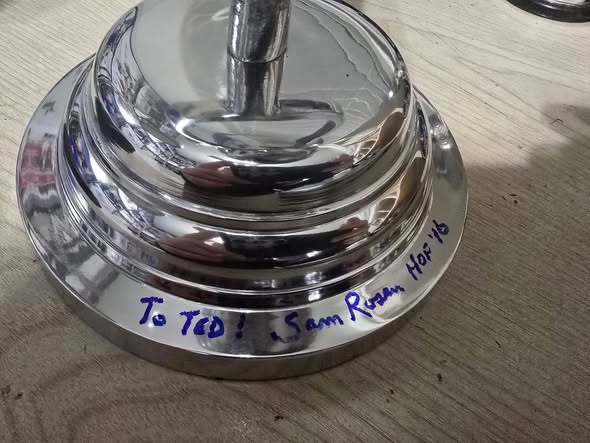 To TED! Sam Rosen HOF '16